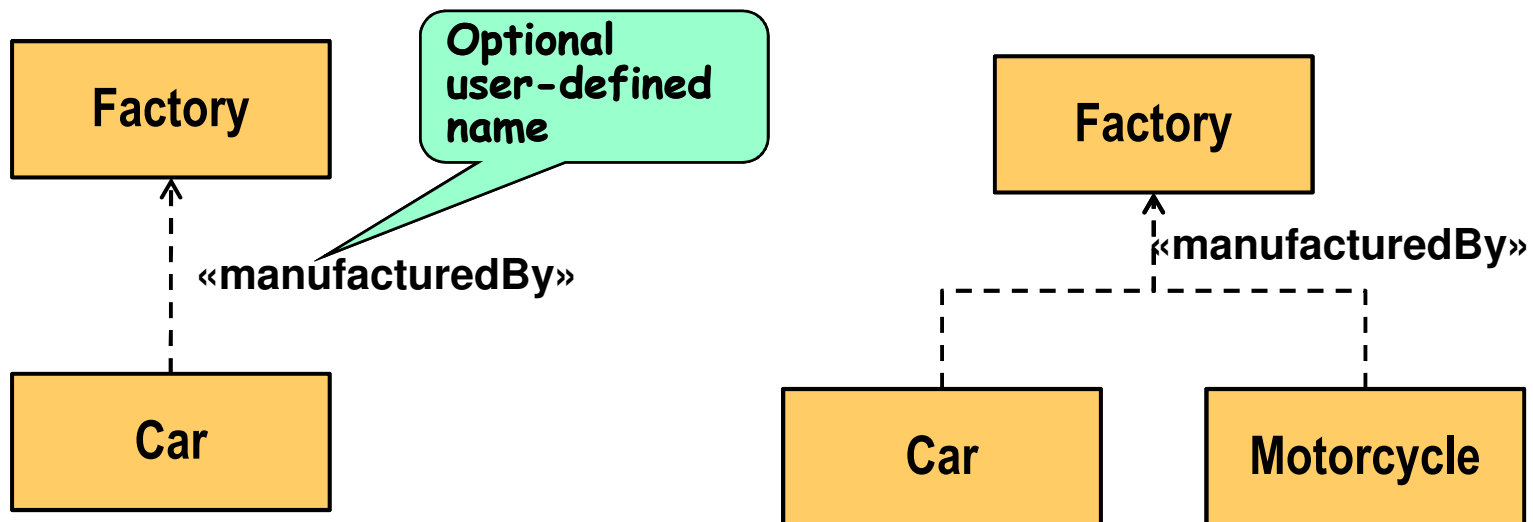 Factory
Optional
user-defined
name
«manufacturedBy»
Car
Factory
«manufacturedBy»
Car
Motorcycle